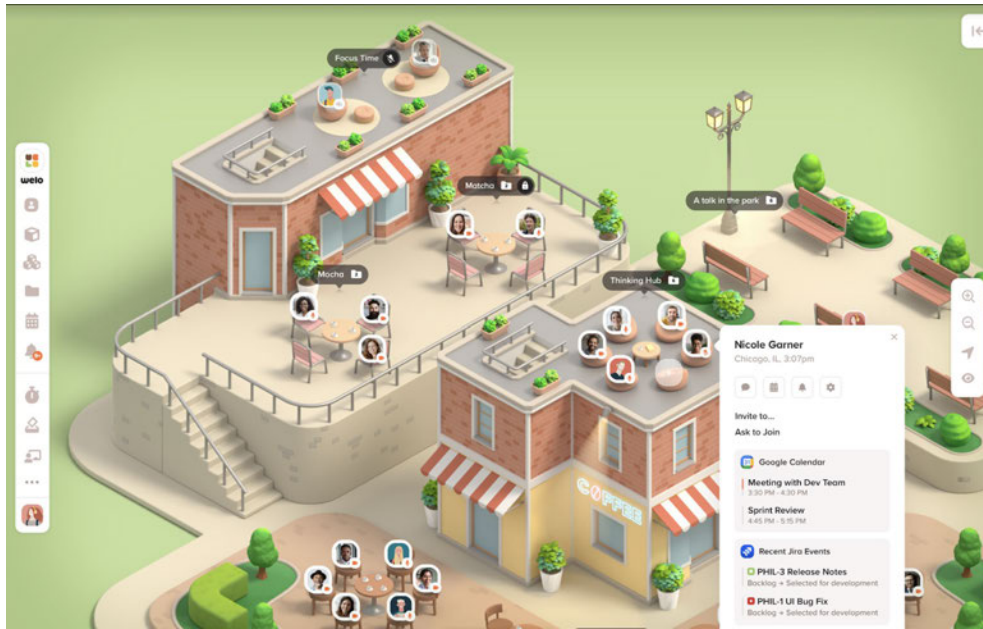 Focus Time
welo
Matcha
A talk in the park
Mocha
Thinking Hub
COFFEE
Nicole Garner
Chicago, IL, 3:07pm
Invite to...
Ask to Join
Google Calendar
Meeting with Dev Team
3:30 PM - 4:30 PM
Sprint Review
4:45 PM - 5:15 PM
Recent Jira Events
PHIL-3 Release Notes
Backlog → Selected for development
PHIL-1 UI Bug Fix
Backlog → Selected for development